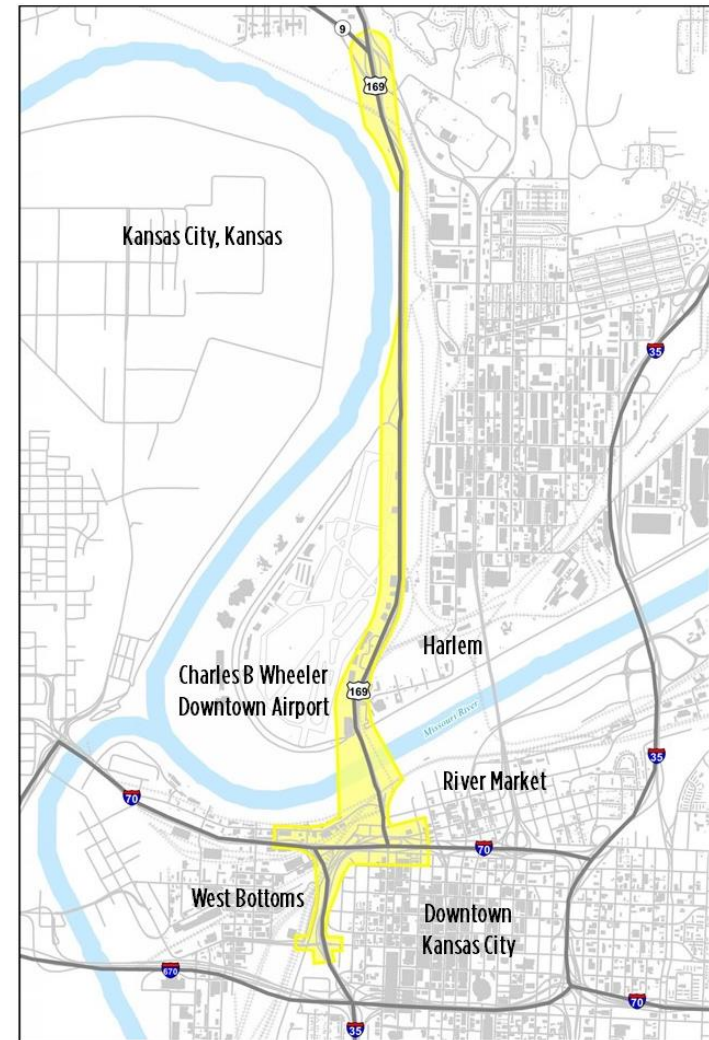 9
169
Kansas City, Kansas
35
Harlem
Charles B Wheeler
Downtown Airport
169
Missouri River
35
River Market
70
70
West Bottoms
Downtown
Kansas City
670
70
35